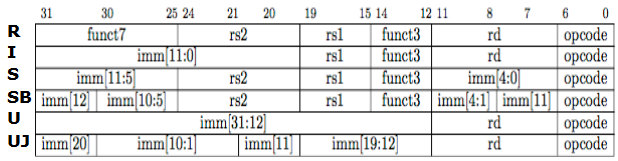 31 30 25 24 21 20 19 15 14 12 11 8 7 6 0
R funct7 rs2 rs1 funct3 rd opcode
I imm[11:0] rs1 funct3 rd opcode
S imm[11:5] rs2 rs1 funct3 imm[4:0] opcode
SB imm[12] imm[10:5] rs2 rs1 funct3 imm[4:1] imm[11] opcode
U imm[31:12] rd opcode
UJ imm[20] imm[10:1] imm[11] imm[19:12] rd opcode